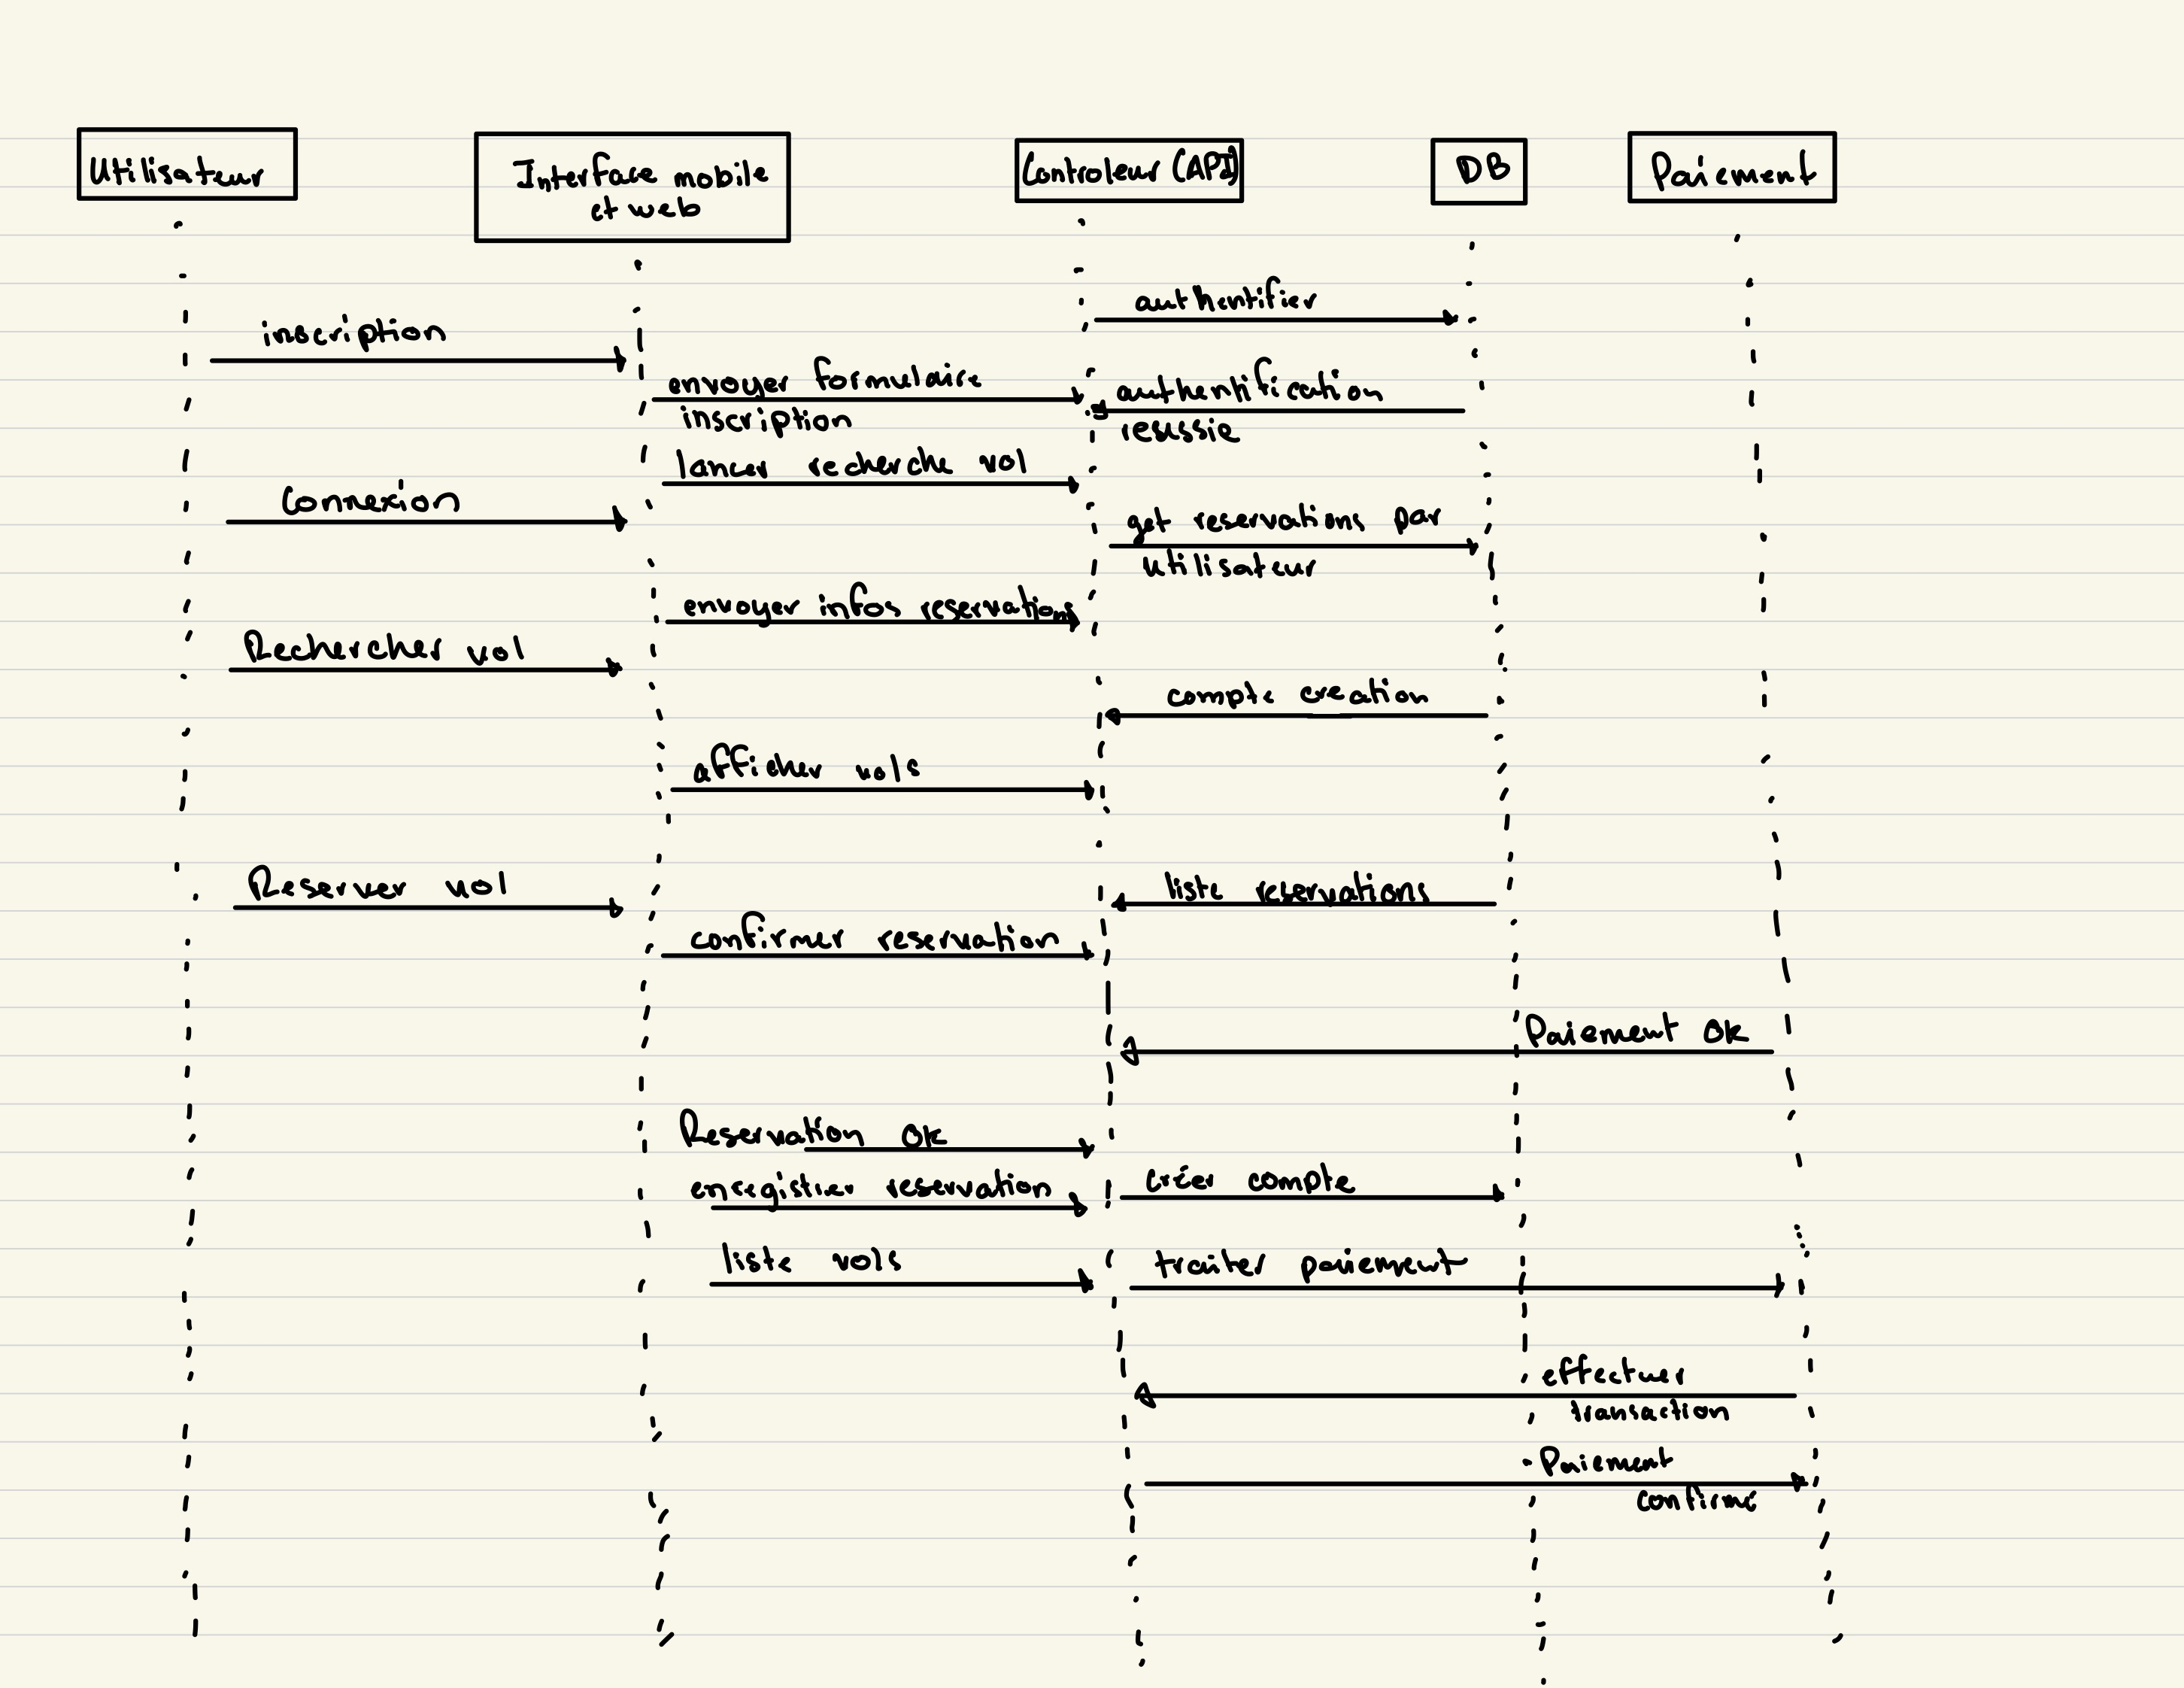 Utilisateur
Interface mobile
et web
Controleur (API)
DB
Paiement
authentifier
inscription
envoyer formulaire
inscription
authentification
reussie
lancer recherche vol
Connexion
get reservations par
utilisateur
envoyer infos reservations
Rechercher vol
compte creation
afficher vols
Reserver vol
liste reservations
confirmer reservation
Paiement Ok
Reservation Ok
enregistrer reservation
créer compte
liste vols
traiter paiement
effectuer
transaction
Paiement
confirmé